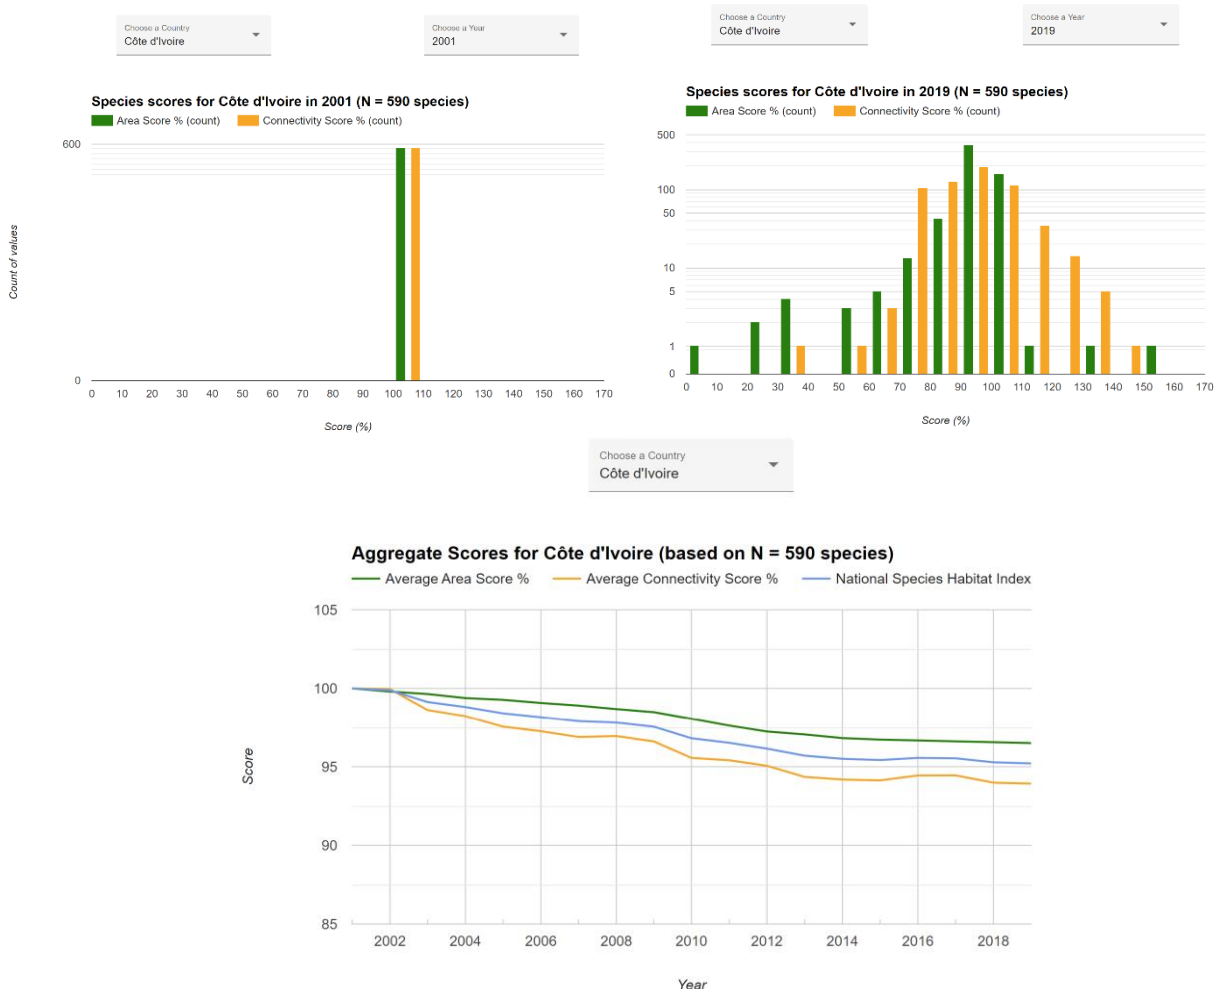 Choose a Country
Côte d'Ivoire
Choose a Year
2001
Species scores for Côte d'Ivoire in 2001 (N = 590 species)
Area Score % (count) Connectivity Score % (count)
600
0
Count of values
0 10 20 30 40 50 60 70 80 90 100 110 120 130 140 150 160 170
Score (%)
Choose a Country
Côte d'Ivoire
Choose a Year
2019
Species scores for Côte d'Ivoire in 2019 (N = 590 species)
Area Score % (count) Connectivity Score % (count)
500
100
50
10
5
1
0
0 10 20 30 40 50 60 70 80 90 100 110 120 130 140 150 160 170
Score (%)
Choose a Country
Côte d'Ivoire
Aggregate Scores for Côte d'Ivoire (based on N = 590 species)
Average Area Score % Average Connectivity Score % National Species Habitat Index
105
100
95
90
85
Score
2002 2004 2006 2008 2010 2012 2014 2016 2018
Year